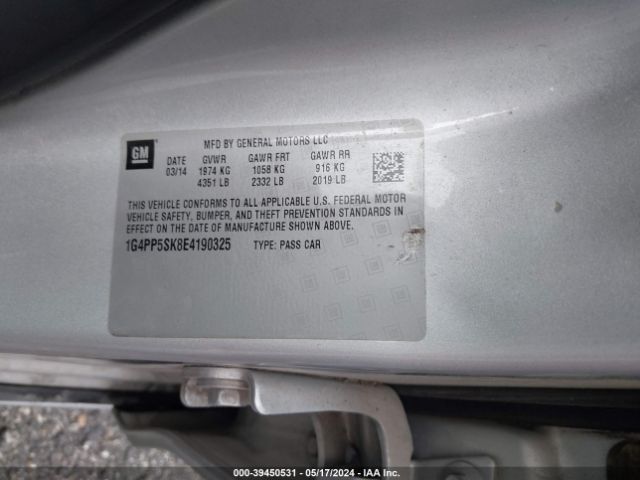 GM
MFD BY GENERAL MOTORS LLC
DATE GVWR GAWR FRT GAWR RR
03/14 1974 KG 1058 KG 916 KG
4351 LB 2332 LB 2019 LB
THIS VEHICLE CONFORMS TO ALL APPLICABLE U.S. FEDERAL MOTOR
VEHICLE SAFETY, BUMPER, AND THEFT PREVENTION STANDARDS IN
EFFECT ON THE DATE OF MANUFACTURE SHOWN ABOVE.
1G4PP5SK8E4190325 TYPE: PASS CAR
000-39450531 - 05/17/2024 - IAA Inc.